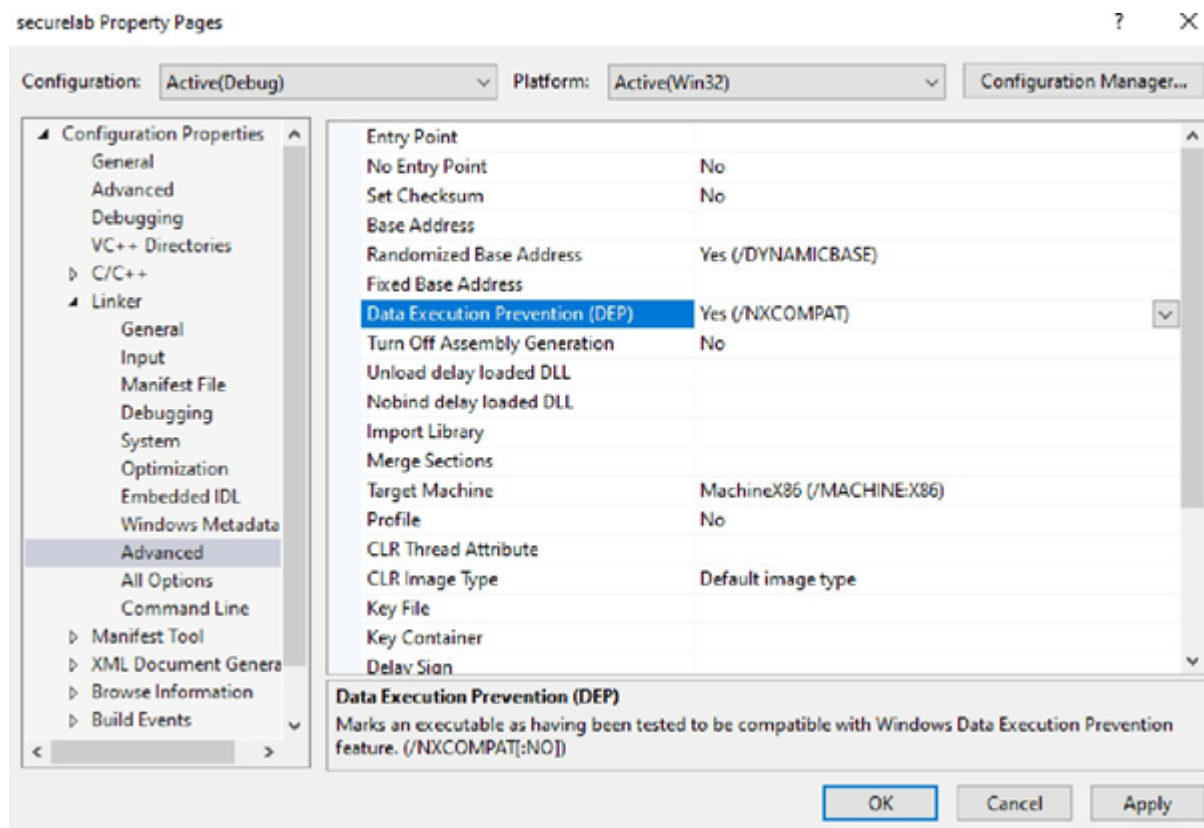 securelab Property Pages
?
Configuration: Active(Debug) Platform: Active(Win32) Configuration Manager...
Configuration Properties
General
Advanced
Debugging
VC++ Directories
C/C++
Linker
General
Input
Manifest File
Debugging
System
Optimization
Embedded IDL
Windows Metadata
Advanced
All Options
Command Line
Manifest Tool
XML Document Genera
Browse Information
Build Events
Entry Point
No Entry Point No
Set Checksum No
Base Address
Randomized Base Address Yes (/DYNAMICBASE)
Fixed Base Address
Data Execution Prevention (DEP) Yes (/NXCOMPAT)
Turn Off Assembly Generation No
Unload delay loaded DLL
Nobind delay loaded DLL
Import Library
Merge Sections
Target Machine MachineX86 (/MACHINE:X86)
Profile No
CLR Thread Attribute
CLR Image Type Default image type
Key File
Key Container
Delay Sign
Data Execution Prevention (DEP)
Marks an executable as having been tested to be compatible with Windows Data Execution Prevention
feature. (/NXCOMPAT[:NO])
OK Cancel Apply